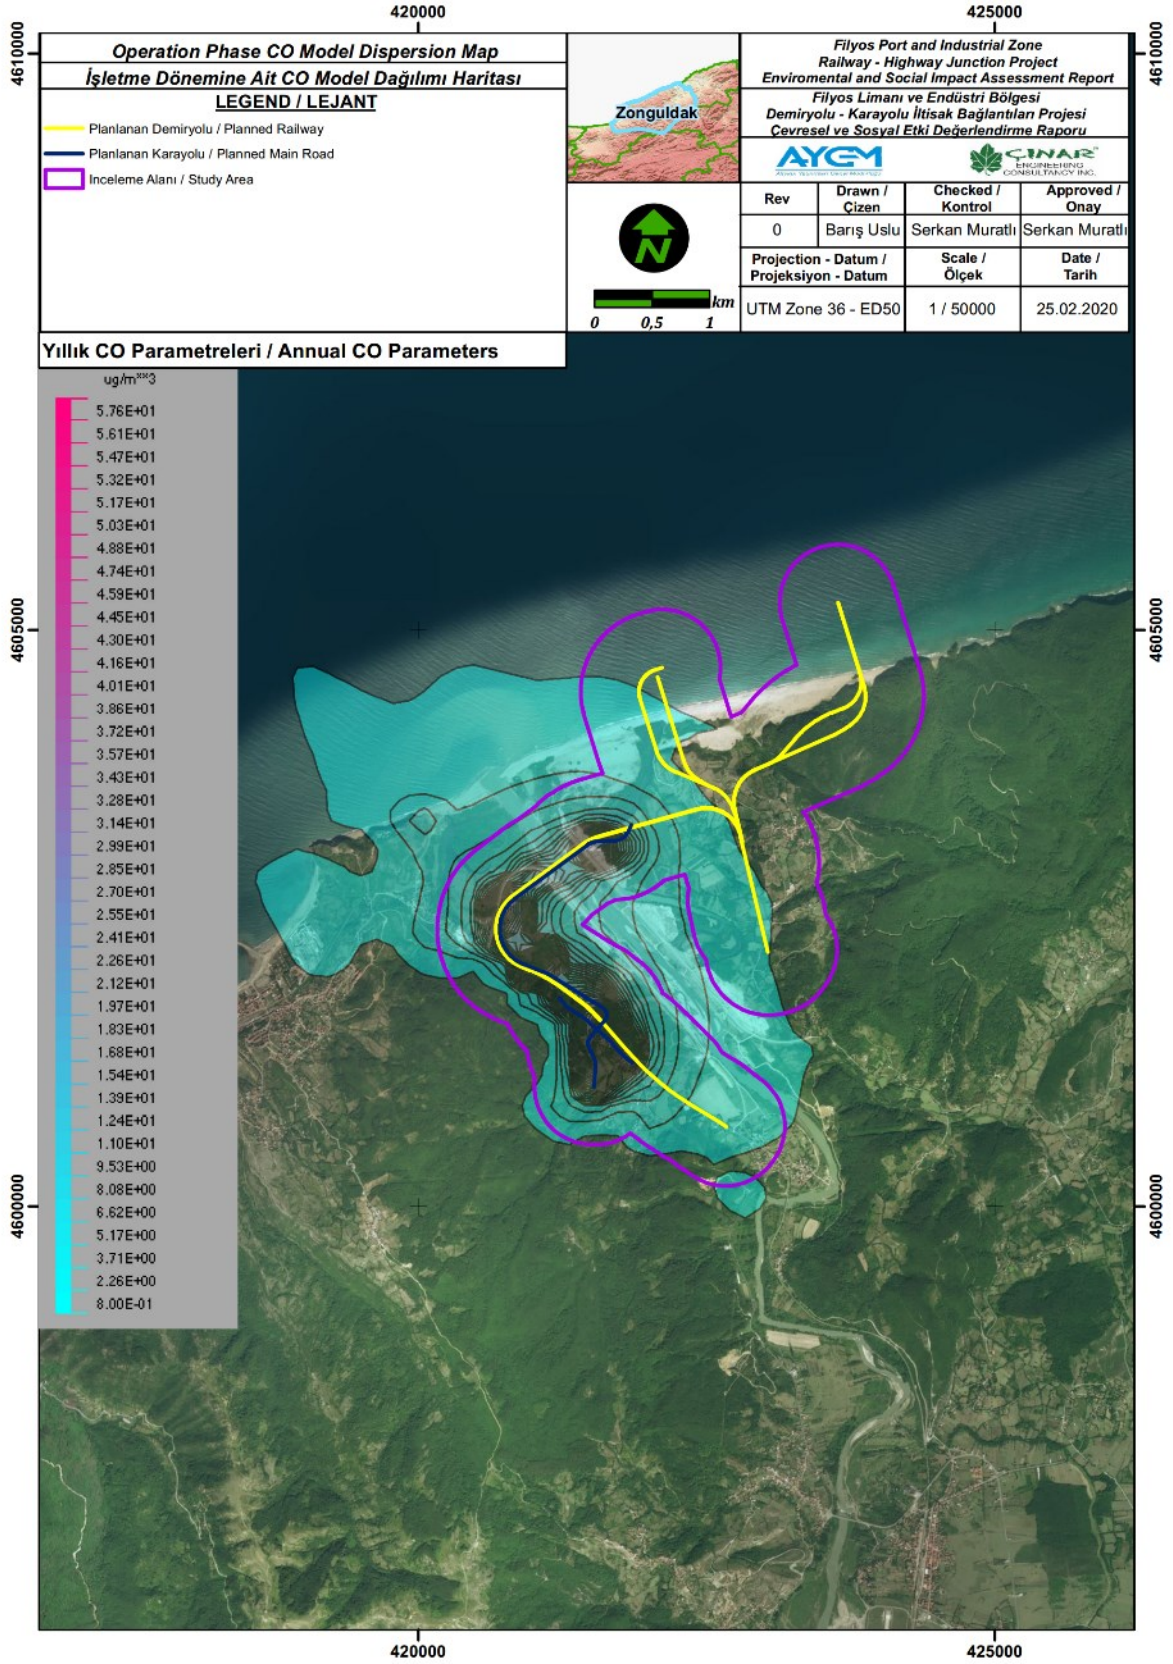 420000
425000
4610000
4610000
Operation Phase CO Model Dispersion Map
İşletme Dönemine Ait CO Model Dağılımı Haritası
LEGEND / LEJANT
Planlanan Demiryolu / Planned Railway
Planlanan Karayolu / Planned Main Road
İnceleme Alanı / Study Area
Zonguldak
N
km
0 0,5 1
Filyos Port and Industrial Zone
Railway - Highway Junction Project
Enviromental and Social Impact Assessment Report
Filyos Limanı ve Endüstri Bölgesi
Demiryolu - Karayolu İltisak Bağlantıları Projesi
Çevresel ve Sosyal Etki Değerlendirme Raporu
AYGM
ÇINAR
ENGINEERING
CONSULTANCY INC.
Rev
Drawn /
Çizen
Checked /
Kontrol
Approved /
Onay
0
Barış Uslu
Serkan Muratlı
Serkan Muratlı
Projection - Datum /
Projeksiyon - Datum
Scale /
Ölçek
Date /
Tarih
UTM Zone 36 - ED50
1 / 50000
25.02.2020
Yıllık CO Parametreleri / Annual CO Parameters
ug/m**3
5.76E+01
5.61E+01
5.47E+01
5.32E+01
5.17E+01
5.03E+01
4.88E+01
4.74E+01
4.59E+01
4.45E+01
4.30E+01
4.16E+01
4.01E+01
3.86E+01
3.72E+01
3.57E+01
3.43E+01
3.28E+01
3.14E+01
2.99E+01
2.85E+01
2.70E+01
2.55E+01
2.41E+01
2.26E+01
2.12E+01
1.97E+01
1.83E+01
1.68E+01
1.54E+01
1.39E+01
1.24E+01
1.10E+01
9.53E+00
8.08E+00
6.62E+00
5.17E+00
3.71E+00
2.26E+00
8.00E-01
4605000
4605000
4600000
4600000
420000
425000